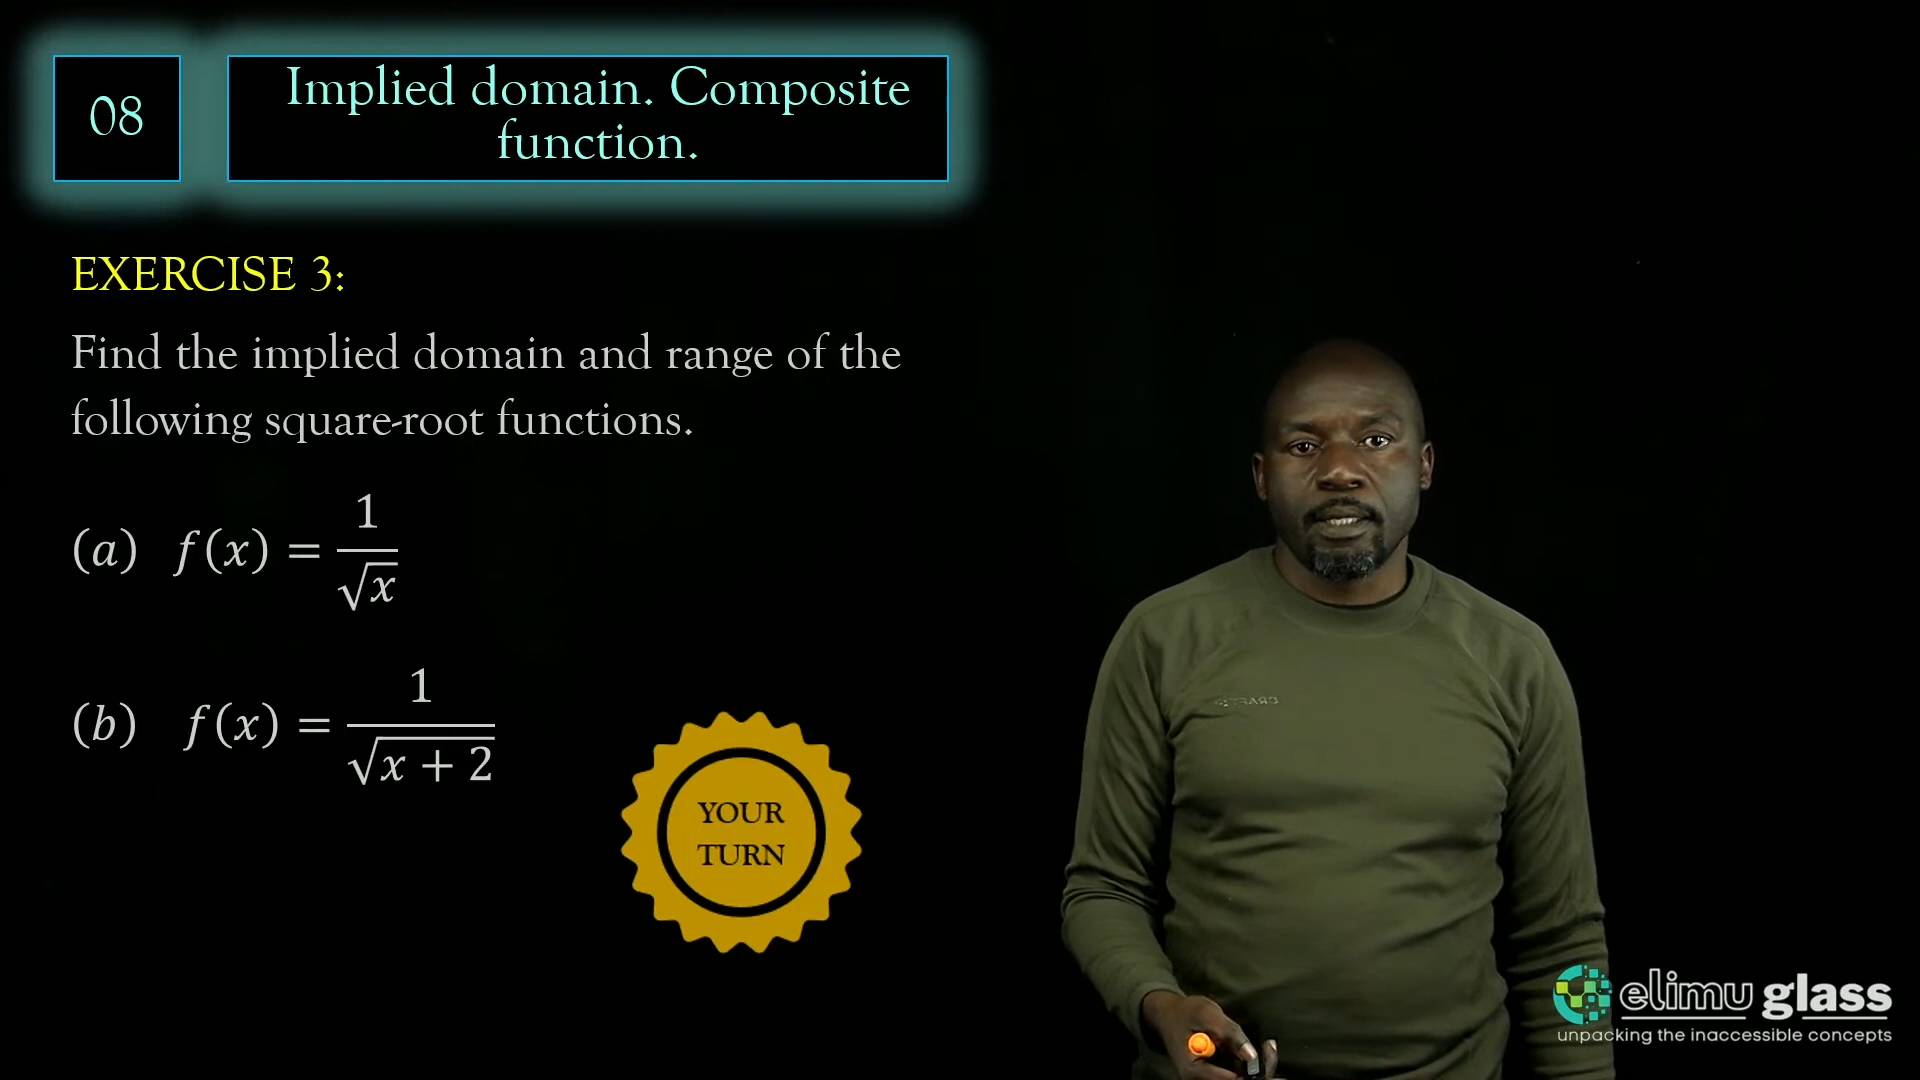 08
Implied domain. Composite
function.
EXERCISE 3:
Find the implied domain and range of the
following square-root functions.
(a) f(x) = 1/√x
(b) f(x) = 1/√(x + 2)
YOUR
TURN
elimu glass
unpacking the inaccessible concepts